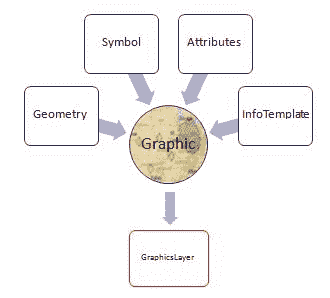 Symbol
Attributes
Geometry
InfoTemplate
Graphic
GraphicsLayer